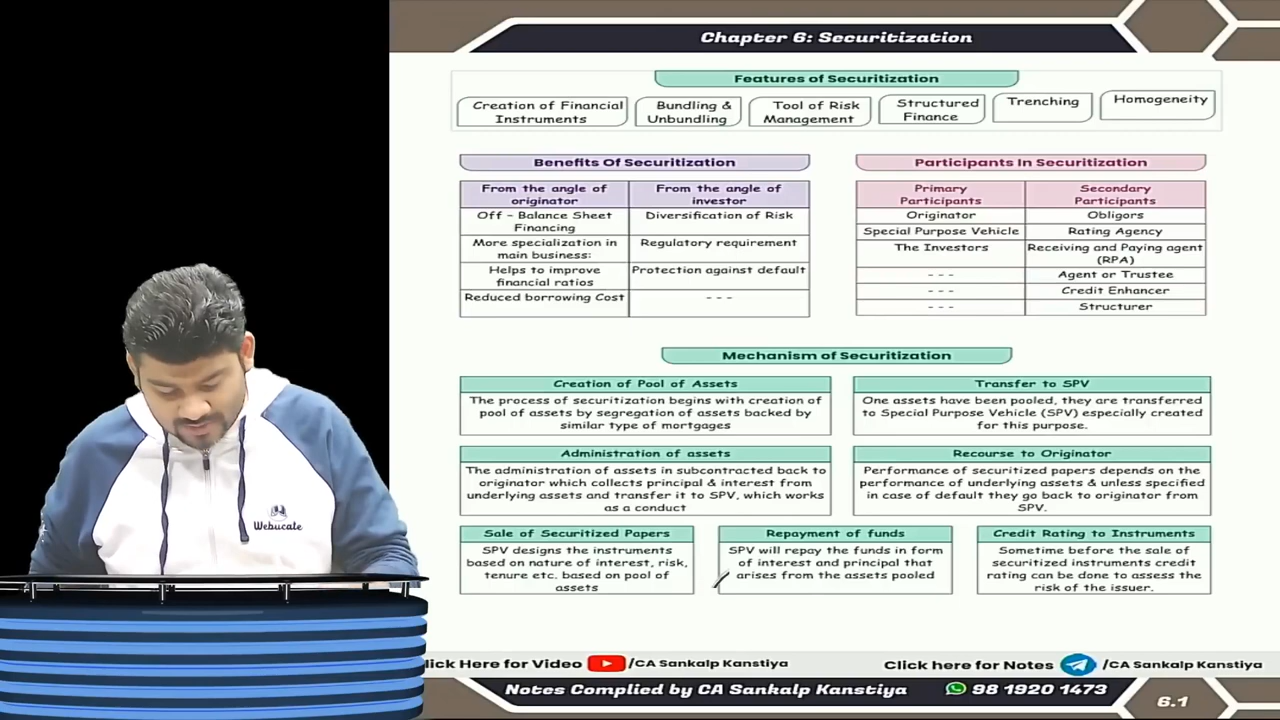 Chapter 6: Securitization
Features of Securitization
Creation of Financial
Instruments
Bundling &
Unbundling
Tool of Risk
Management
Structured
Finance
Trenching
Homogeneity
Benefits Of Securitization
From the angle of
originator
From the angle of
investor
Off - Balance Sheet
Financing
Diversification of Risk
More specialization in
main business:
Regulatory requirement
Helps to improve
financial ratios
Protection against default
Reduced borrowing Cost
- - -
Participants In Securitization
Primary
Participants
Secondary
Participants
Originator
Obligors
Special Purpose Vehicle
Rating Agency
The Investors
Receiving and Paying agent
(RPA)
- - -
Agent or Trustee
- - -
Credit Enhancer
- - -
Structurer
Mechanism of Securitization
Creation of Pool of Assets
The process of securitization begins with creation of
pool of assets by segregation of assets backed by
similar type of mortgages
Transfer to SPV
One assets have been pooled, they are transferred
to Special Purpose Vehicle (SPV) especially created
for this purpose.
Administration of assets
The administration of assets in subcontracted back to
originator which collects principal & interest from
underlying assets and transfer it to SPV, which works
as a conduct
Recourse to Originator
Performance of securitized papers depends on the
performance of underlying assets & unless specified
in case of default they go back to originator from
SPV.
Sale of Securitized Papers
SPV designs the instruments
based on nature of interest, risk,
tenure etc. based on pool of
assets
Repayment of funds
SPV will repay the funds in form
of interest and principal that
arises from the assets pooled
Credit Rating to Instruments
Sometime before the sale of
securitized instruments credit
rating can be done to assess the
risk of the issuer.
Webucate
lick Here for Video /CA Sankalp Kanstiya
Click here for Notes /CA Sankalp Kanstiya
Notes Complied by CA Sankalp Kanstiya 98 1920 1473
6.1